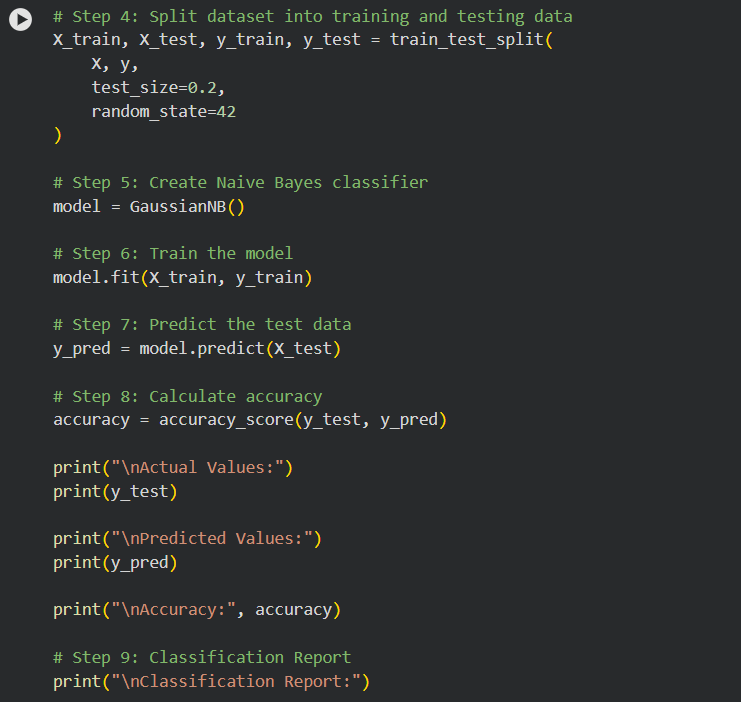 # Step 4: Split dataset into training and testing data
X_train, X_test, y_train, y_test = train_test_split(
    X, y,
    test_size=0.2,
    random_state=42
)

# Step 5: Create Naive Bayes classifier
model = GaussianNB()

# Step 6: Train the model
model.fit(X_train, y_train)

# Step 7: Predict the test data
y_pred = model.predict(X_test)

# Step 8: Calculate accuracy
accuracy = accuracy_score(y_test, y_pred)

print("\nActual Values:")
print(y_test)

print("\nPredicted Values:")
print(y_pred)

print("\nAccuracy:", accuracy)

# Step 9: Classification Report
print("\nClassification Report:")